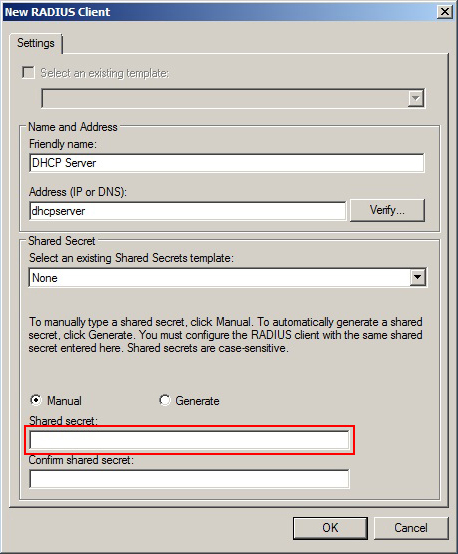 New RADIUS Client
Settings
Select an existing template:
Name and Address
Friendly name:
DHCP Server
Address (IP or DNS):
dhcpserver
Verify...
Shared Secret
Select an existing Shared Secrets template:
None
To manually type a shared secret, click Manual. To automatically generate a shared
secret, click Generate. You must configure the RADIUS client with the same shared
secret entered here. Shared secrets are case-sensitive.
Manual
Generate
Shared secret:
Confirm shared secret:
OK
Cancel